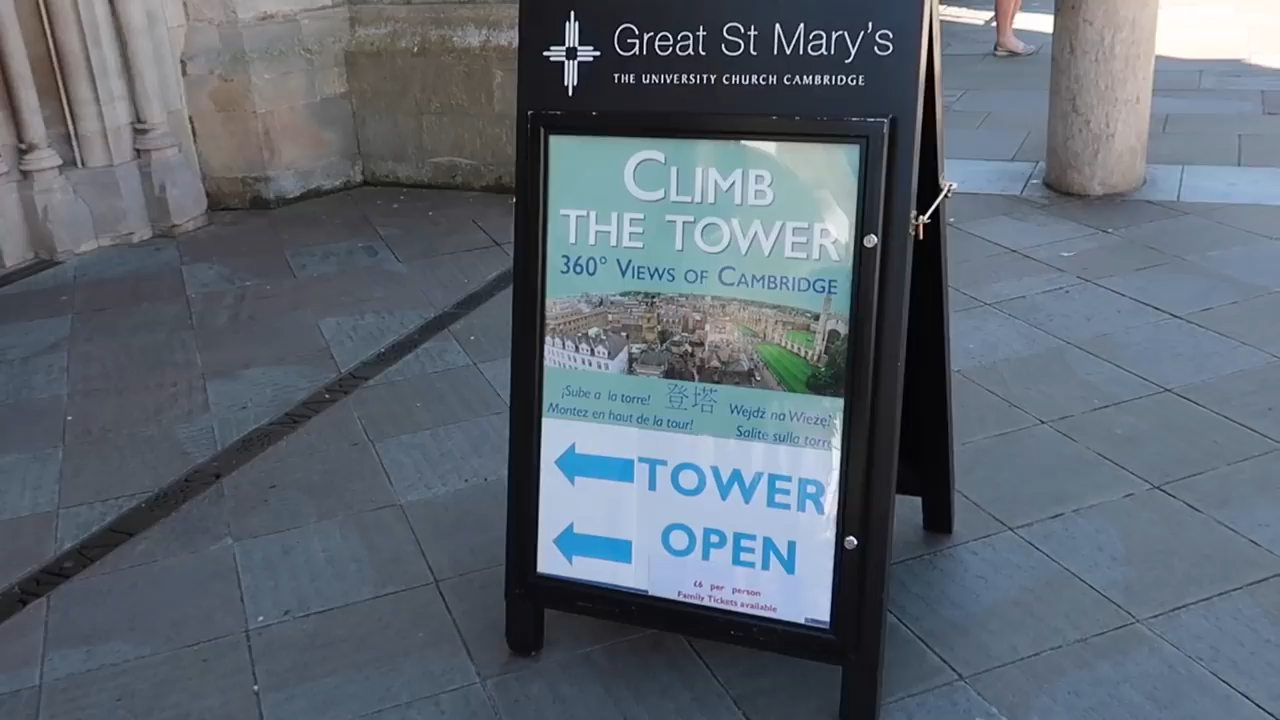 Great St Mary's
THE UNIVERSITY CHURCH CAMBRIDGE
CLIMB
THE TOWER
360° VIEWS OF CAMBRIDGE
¡Sube a la torre! 登塔 Wejdź na Wieżę!
Montez en haut de la tour! Salite sulla torre
TOWER
OPEN
£6 per person
Family Tickets available